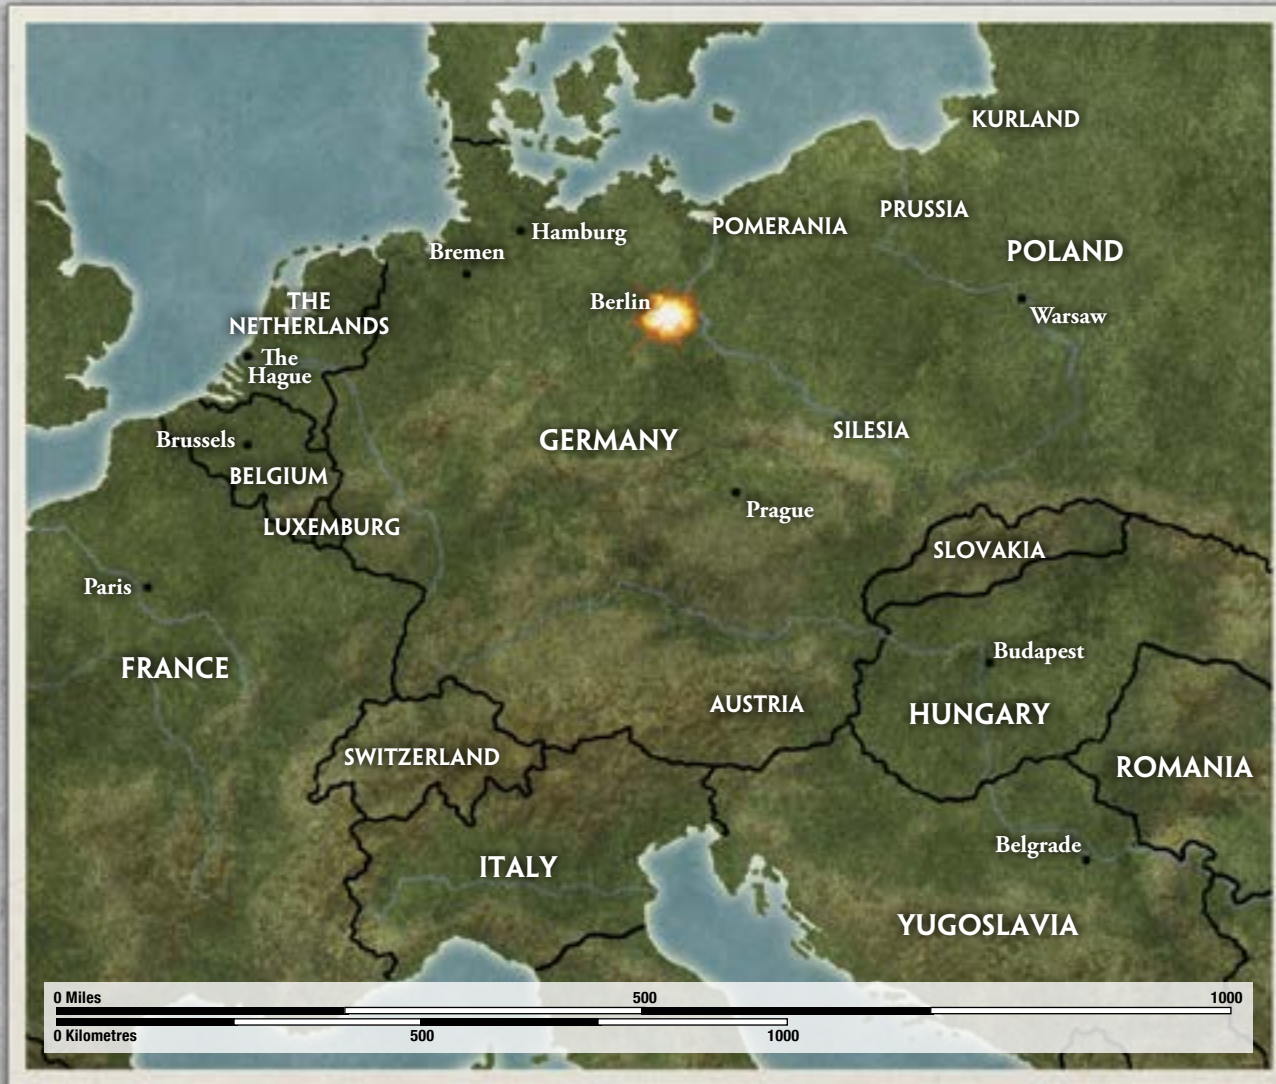 KURLAND
PRUSSIA
POMERANIA
Hamburg
Bremen
POLAND
Berlin
THE
NETHERLANDS
Warsaw
The
Hague
SILESIA
Brussels
GERMANY
BELGIUM
Prague
LUXEMBURG
SLOVAKIA
Paris
Budapest
FRANCE
AUSTRIA
HUNGARY
SWITZERLAND
ROMANIA
Belgrade
ITALY
YUGOSLAVIA
0 Miles 500 1000
0 Kilometres 500 1000